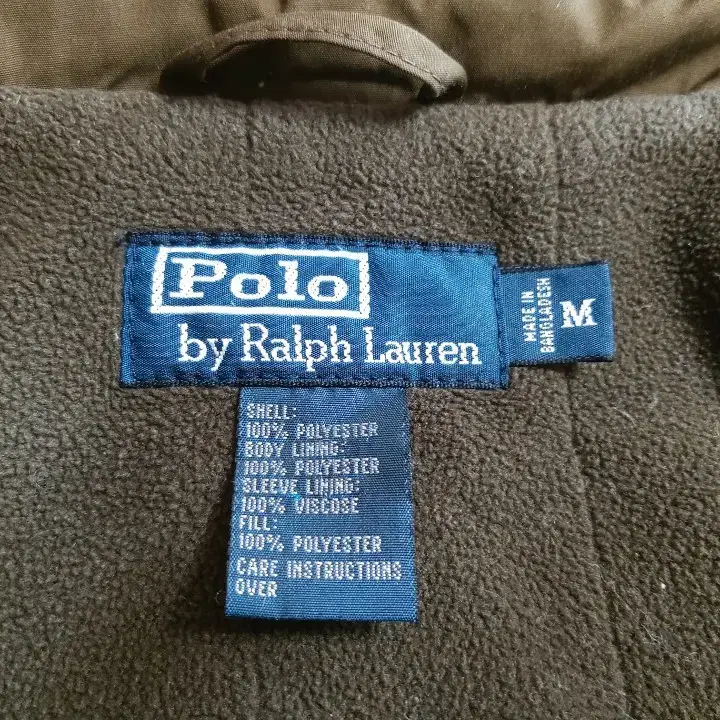 Polo
by Ralph Lauren
MADE IN
BANGLADESH
M
SHELL:
100% POLYESTER
BODY LINING:
100% POLYESTER
SLEEVE LINING:
100% VISCOSE
FILL:
100% POLYESTER
CARE INSTRUCTIONS
OVER